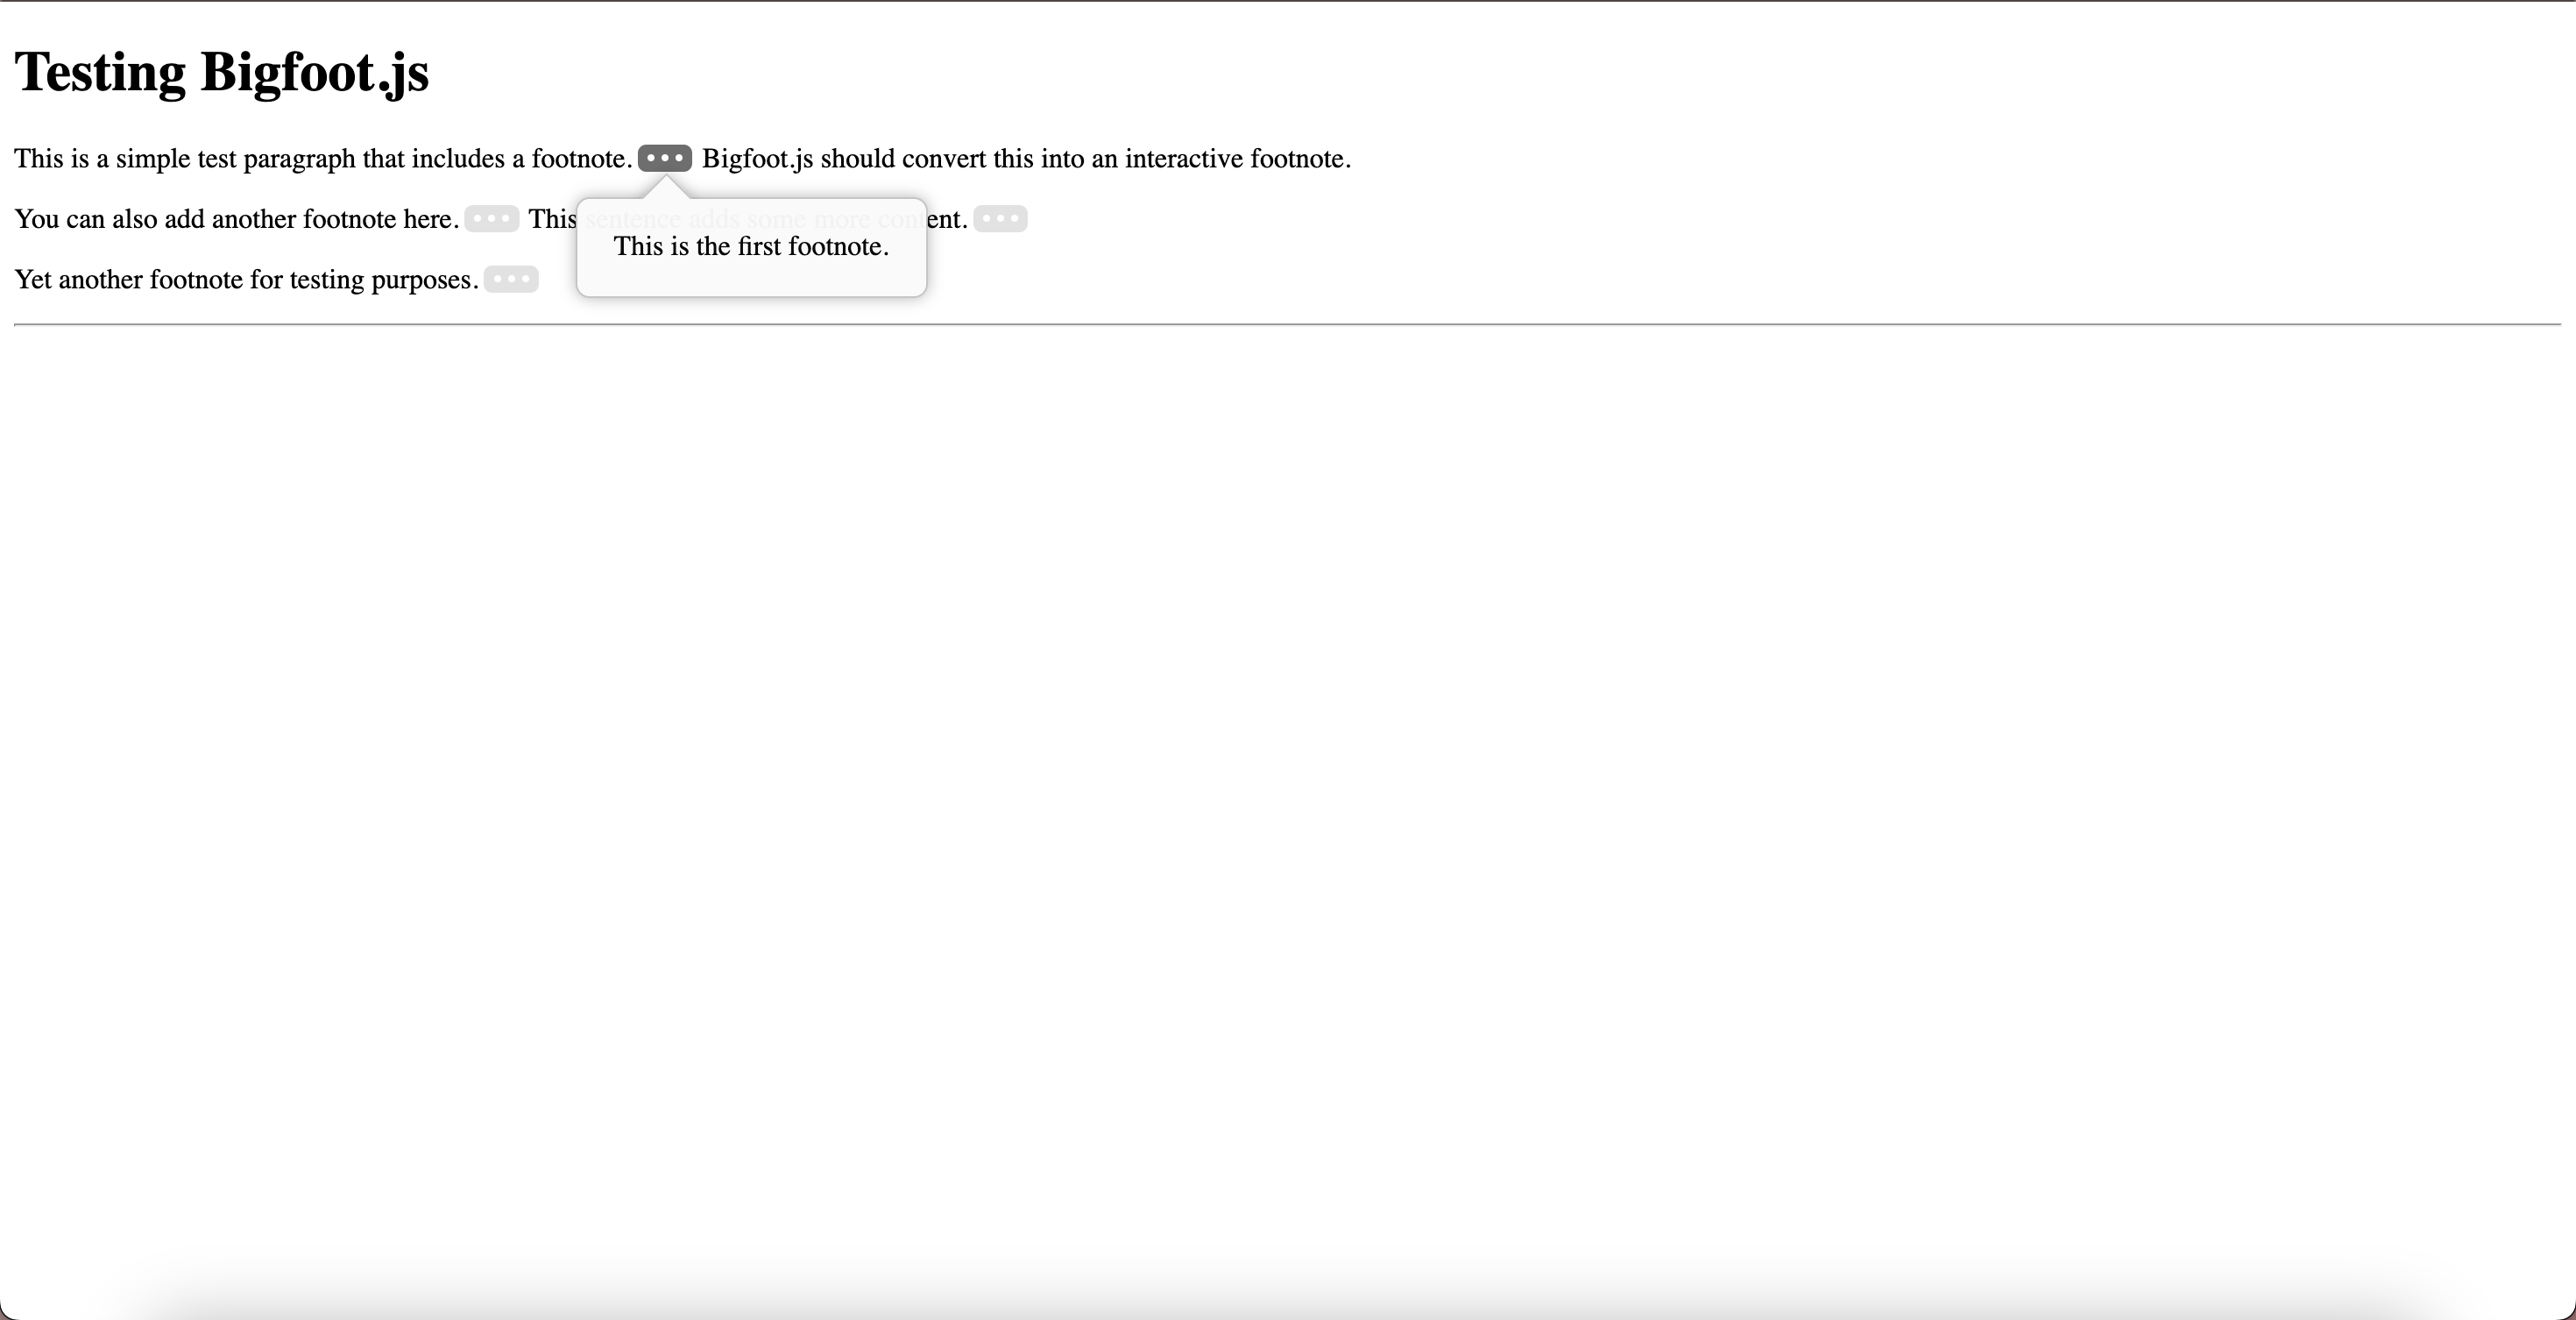 Testing Bigfoot.js
This is a simple test paragraph that includes a footnote. ••• Bigfoot.js should convert this into an interactive footnote.
You can also add another footnote here. ••• This sentence adds some more content. •••
This is the first footnote.
Yet another footnote for testing purposes. •••